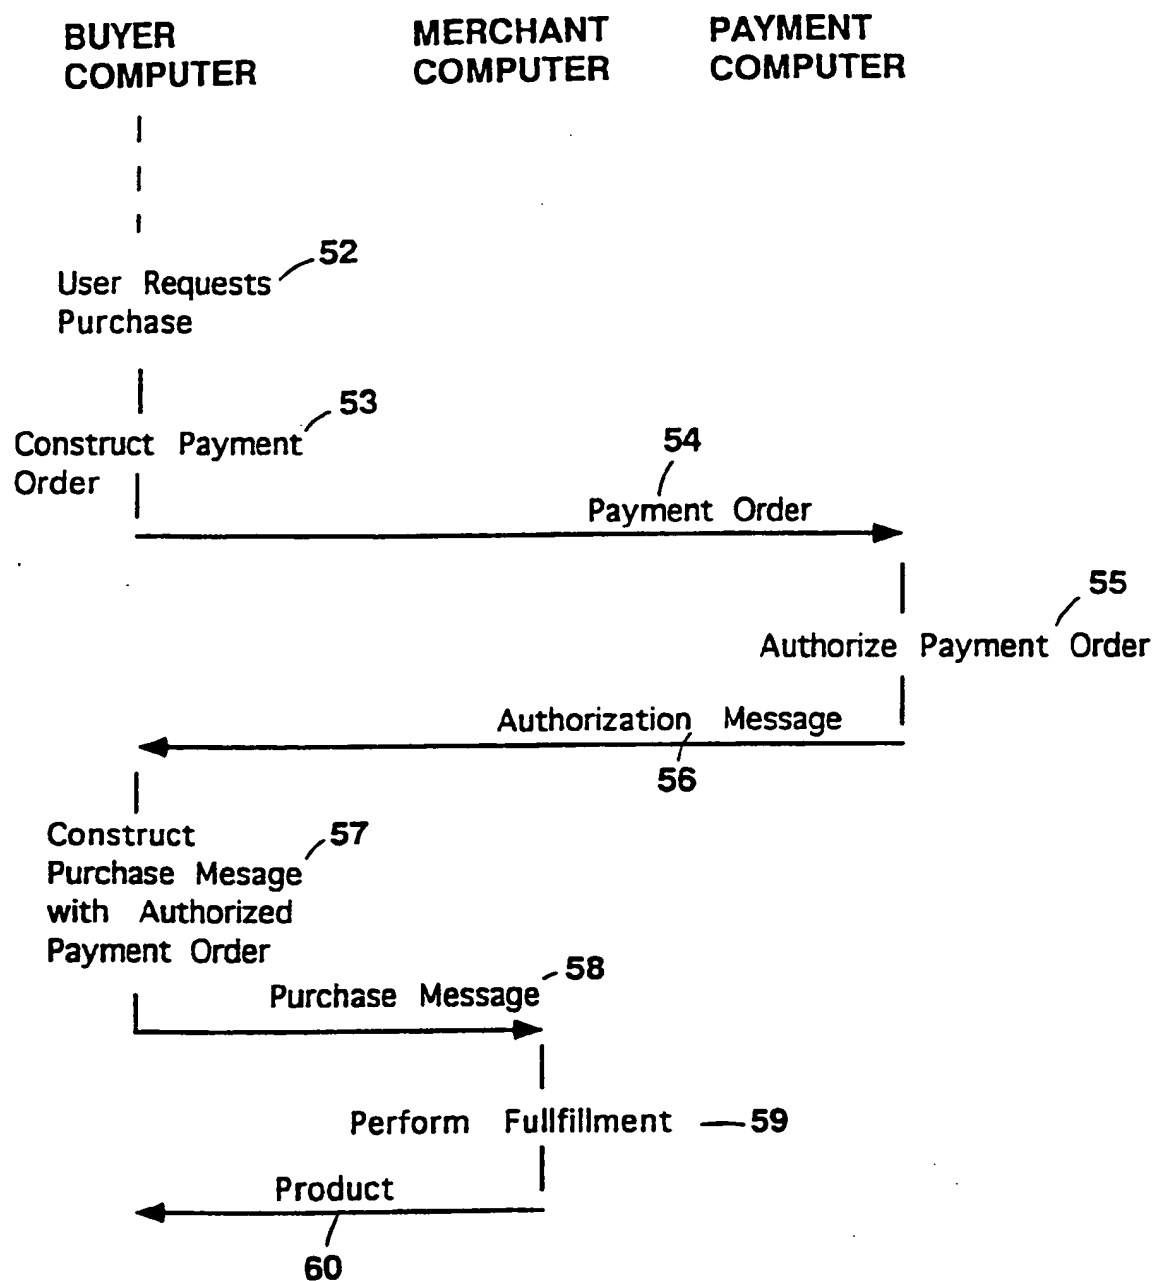 BUYER
COMPUTER
MERCHANT
COMPUTER
PAYMENT
COMPUTER
52
User Requests
Purchase
53
Construct Payment
Order
54
Payment Order
55
Authorize Payment Order
Authorization Message
56
Construct
Purchase Mesage
with Authorized
Payment Order
57
58
Purchase Message
Perform Fullfillment
59
Product
60